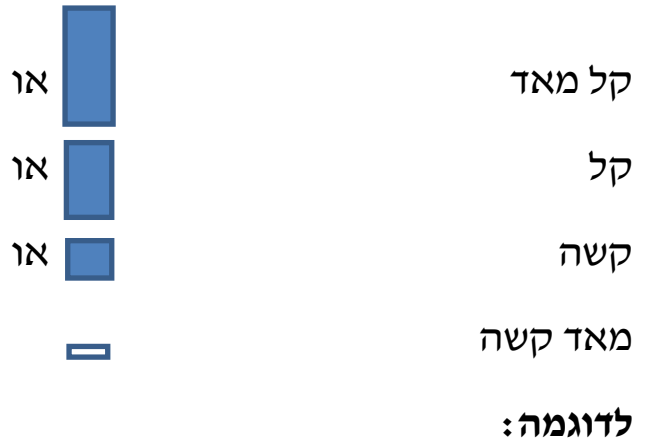 קל מאד או
קל או
קשה או
מאד קשה
לדוגמה: